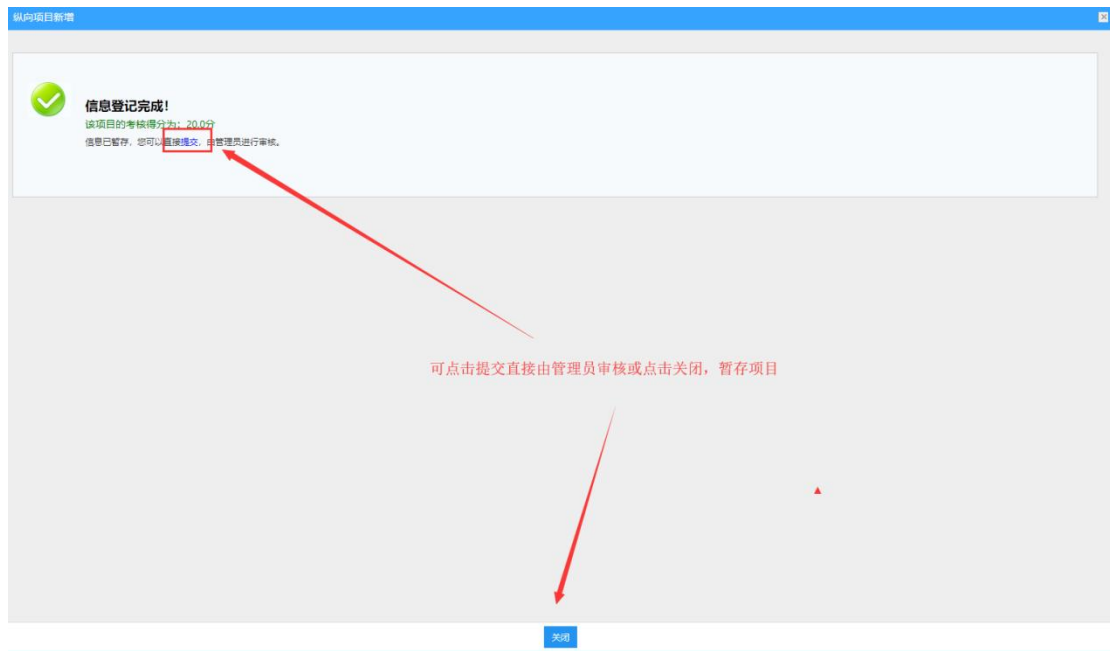 纵向项目新增
信息登记完成！
该项目的考核得分为：20.0分
信息已暂存，您可以直接提交，由管理员进行审核。
可点击提交直接由管理员审核或点击关闭，暂存项目
关闭